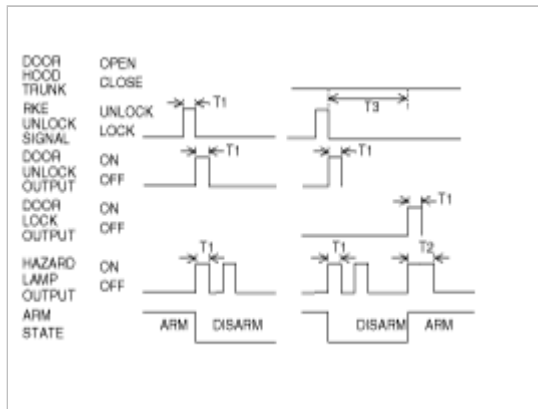 DOOR
HOOD
TRUNK
OPEN
CLOSE
RKE
UNLOCK
SIGNAL
UNLOCK
LOCK
T1
T3
DOOR
UNLOCK
OUTPUT
ON
OFF
T1
T1
DOOR
LOCK
OUTPUT
ON
OFF
T1
HAZARD
LAMP
OUTPUT
ON
OFF
T1
T1
T2
ARM
STATE
ARM
DISARM
DISARM
ARM